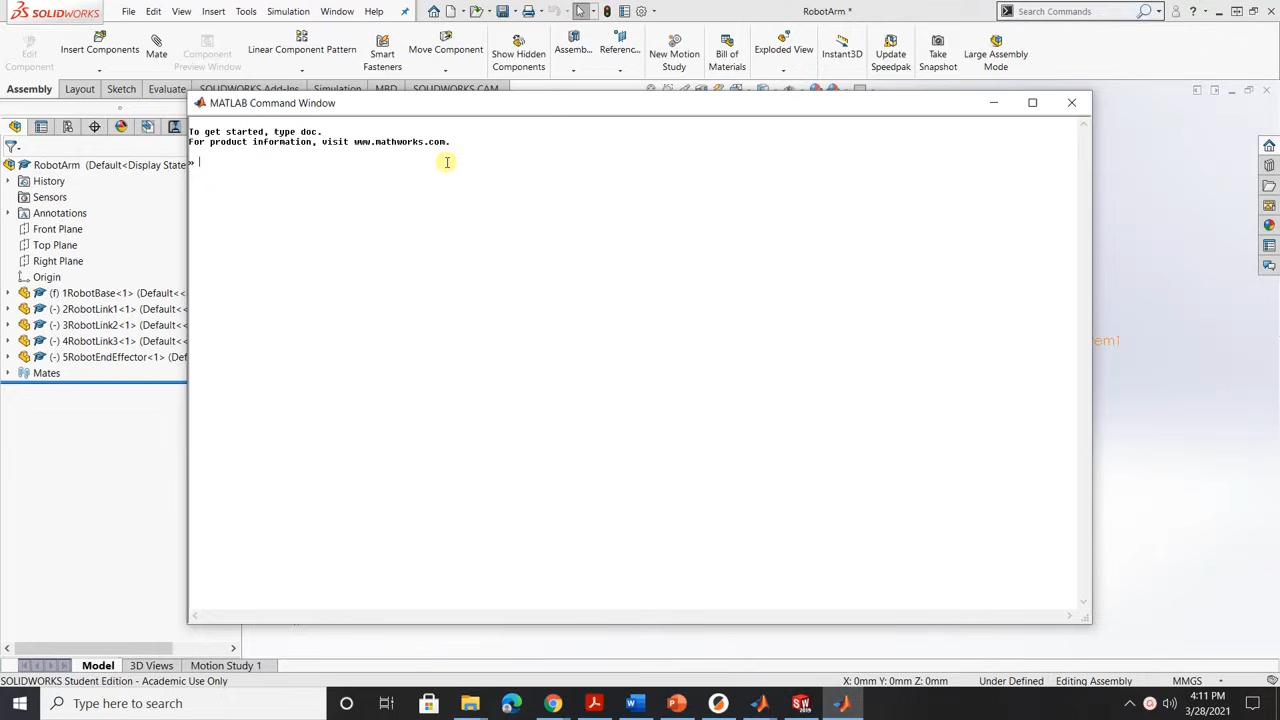 SOLIDWORKS File Edit View Insert Tools Simulation Window Help RobotArm * Search Commands
Edit Component
Insert Components
Mate
Component Preview Window
Linear Component Pattern
Smart Fasteners
Move Component
Show Hidden Components
Assemb...
Referenc...
New Motion Study
Bill of Materials
Exploded View
Instant3D
Update Speedpak
Take Snapshot
Large Assembly Mode
Assembly Layout Sketch Evaluate SOLIDWORKS Add-Ins Simulation MBD SOLIDWORKS CAM
MATLAB Command Window
To get started, type doc.
For product information, visit www.mathworks.com.
»
RobotArm (Default<Display State
History
Sensors
Annotations
Front Plane
Top Plane
Right Plane
Origin
(f) 1RobotBase<1> (Default<<
(-) 2RobotLink1<1> (Default<
(-) 3RobotLink2<1> (Default<
(-) 4RobotLink3<1> (Default<
(-) 5RobotEndEffector<1> (Def
Mates
em1
Model 3D Views Motion Study 1
SOLIDWORKS Student Edition - Academic Use Only X: 0mm Y: 0mm Z: 0mm Under Defined Editing Assembly MMGS
Type here to search
SW 2019
4:11 PM
3/28/2021